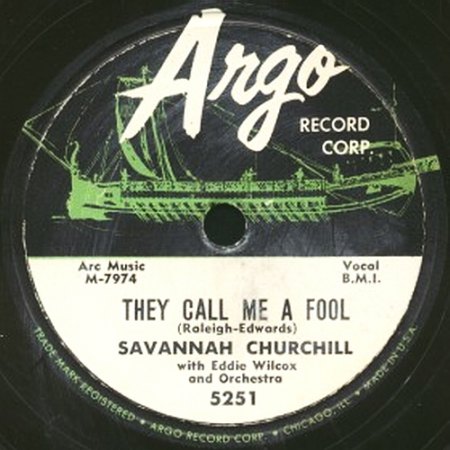 Argo
RECORD
CORP.
Arc Music
M-7974
Vocal
B.M.I.
THEY CALL ME A FOOL
(Raleigh-Edwards)
SAVANNAH CHURCHILL
with Eddie Wilcox
and Orchestra
5251
TRADE MARK REGISTERED • ARGO RECORD CORP. • CHICAGO, ILL. • MADE IN U.S.A.